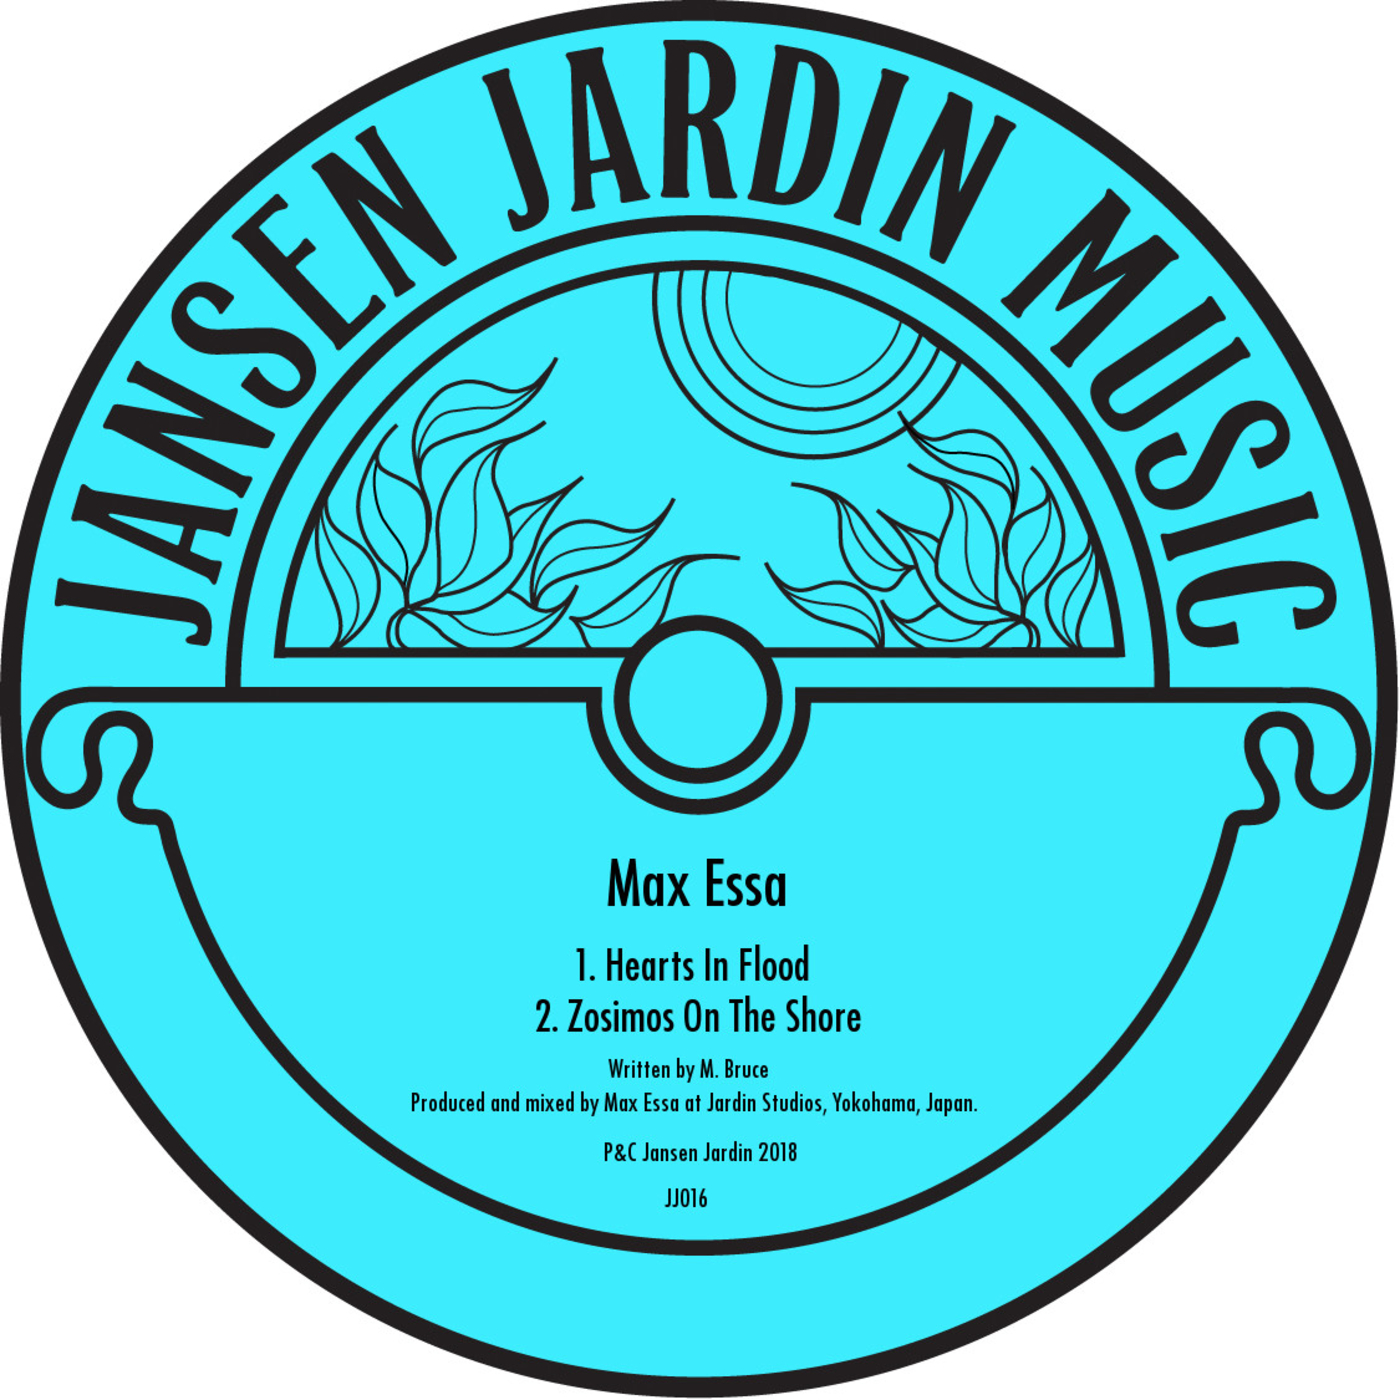 JANSEN JARDIN MUSIC
Max Essa
1. Hearts In Flood
2. Zosimos On The Shore
Written by M. Bruce
Produced and mixed by Max Essa at Jardin Studios, Yokohama, Japan.
P&C Jansen Jardin 2018
JJ016